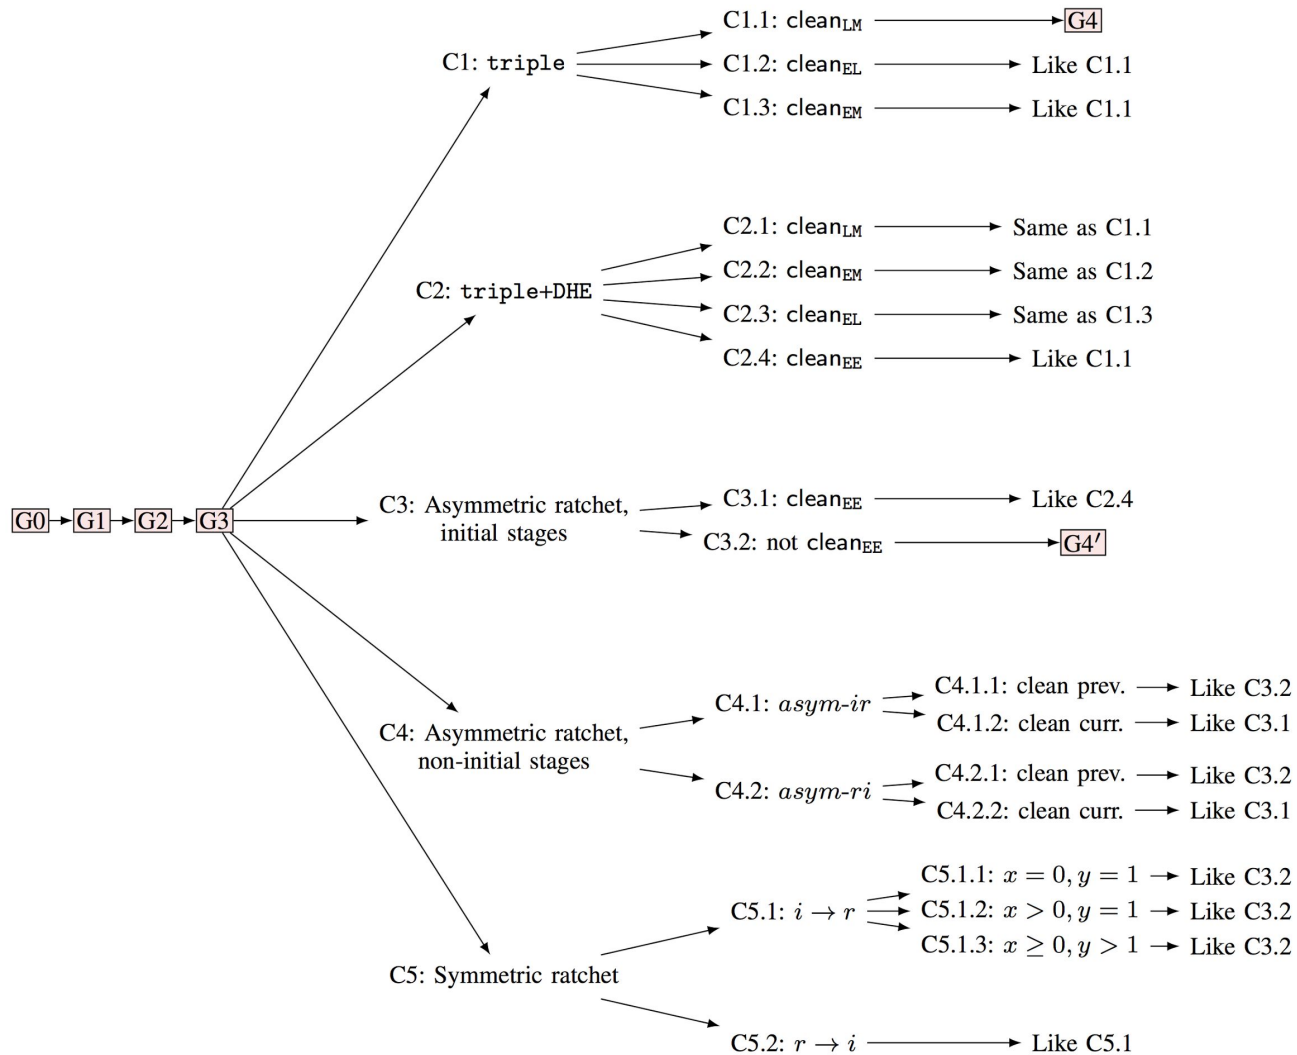 C1.1: clean_LM
G4
C1: triple
C1.2: clean_EL
Like C1.1
C1.3: clean_EM
Like C1.1
C2.1: clean_LM
Same as C1.1
C2.2: clean_EM
Same as C1.2
C2: triple+DHE
C2.3: clean_EL
Same as C1.3
C2.4: clean_EE
Like C1.1
G0
G1
G2
G3
C3: Asymmetric ratchet,
initial stages
C3.1: clean_EE
Like C2.4
C3.2: not clean_EE
G4′
C4: Asymmetric ratchet,
non-initial stages
C4.1: asym-ir
C4.1.1: clean prev.
Like C3.2
C4.1.2: clean curr.
Like C3.1
C4.2: asym-ri
C4.2.1: clean prev.
Like C3.2
C4.2.2: clean curr.
Like C3.1
C5: Symmetric ratchet
C5.1: i → r
C5.1.1: x = 0, y = 1
Like C3.2
C5.1.2: x > 0, y = 1
Like C3.2
C5.1.3: x ≥ 0, y > 1
Like C3.2
C5.2: r → i
Like C5.1